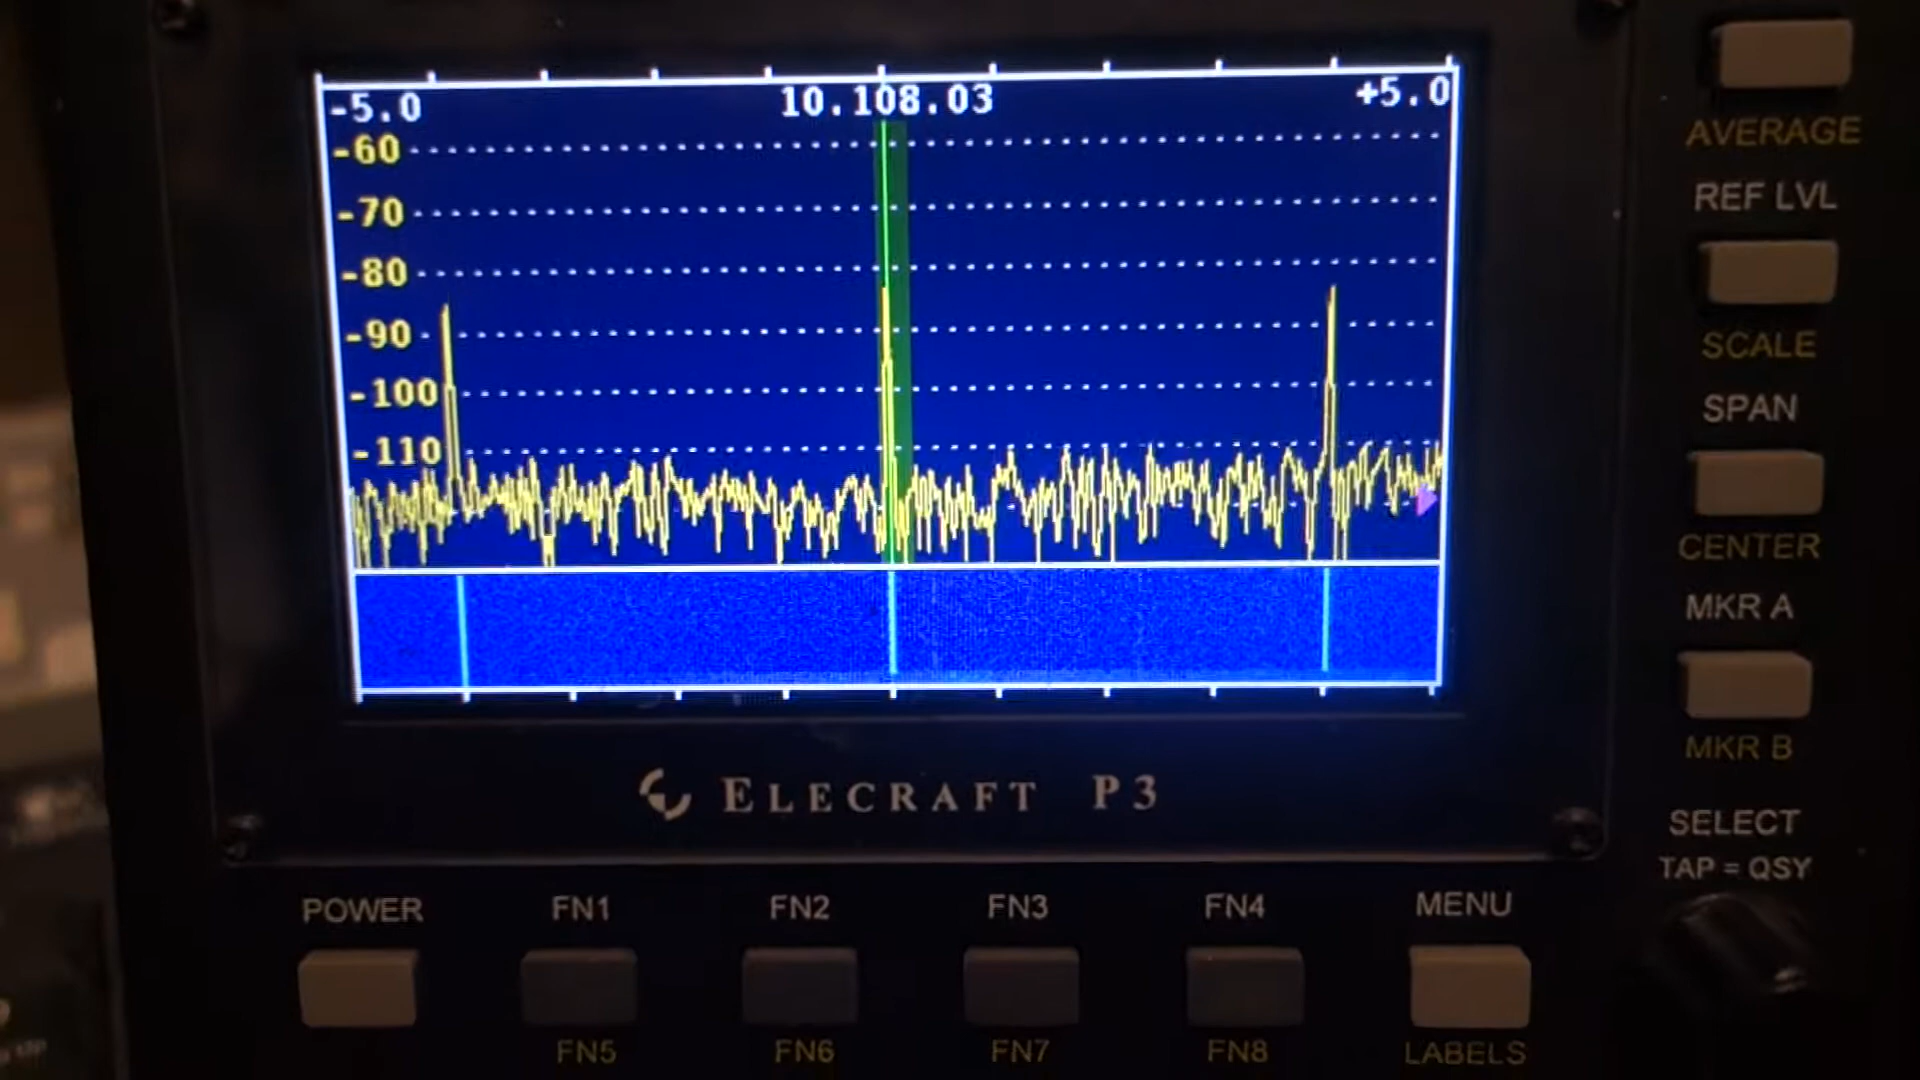 -5.0 10.108.03 +5.0
-60
-70
-80
-90
-100
-110
AVERAGE
REF LVL
SCALE
SPAN
CENTER
MKR A
MKR B
SELECT
TAP = QSY
ELECRAFT P3
POWER FN1 FN2 FN3 FN4 MENU
FN5 FN6 FN7 FN8 LABELS